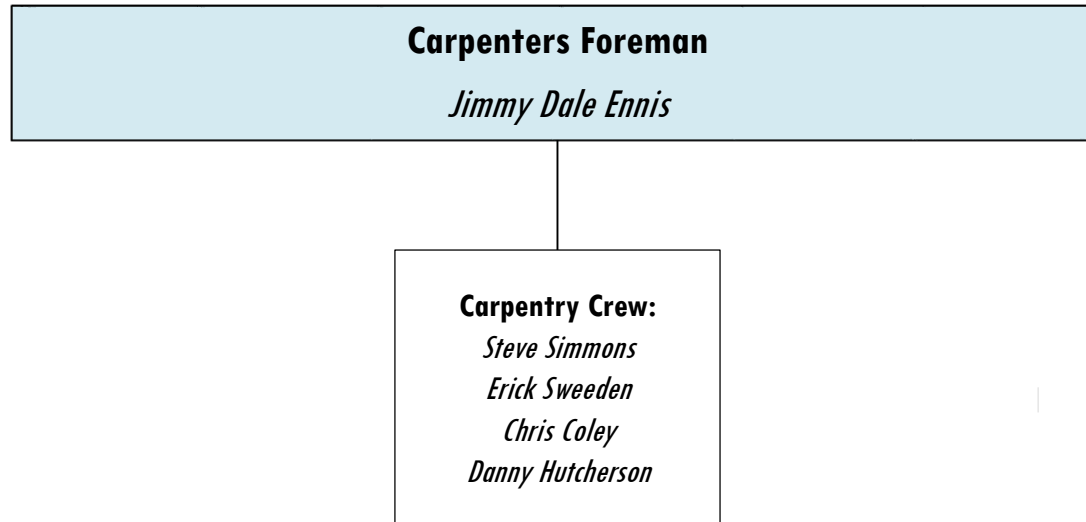 Carpenters Foreman
Jimmy Dale Ennis
Carpentry Crew:
Steve Simmons
Erick Sweeden
Chris Coley
Danny Hutcherson